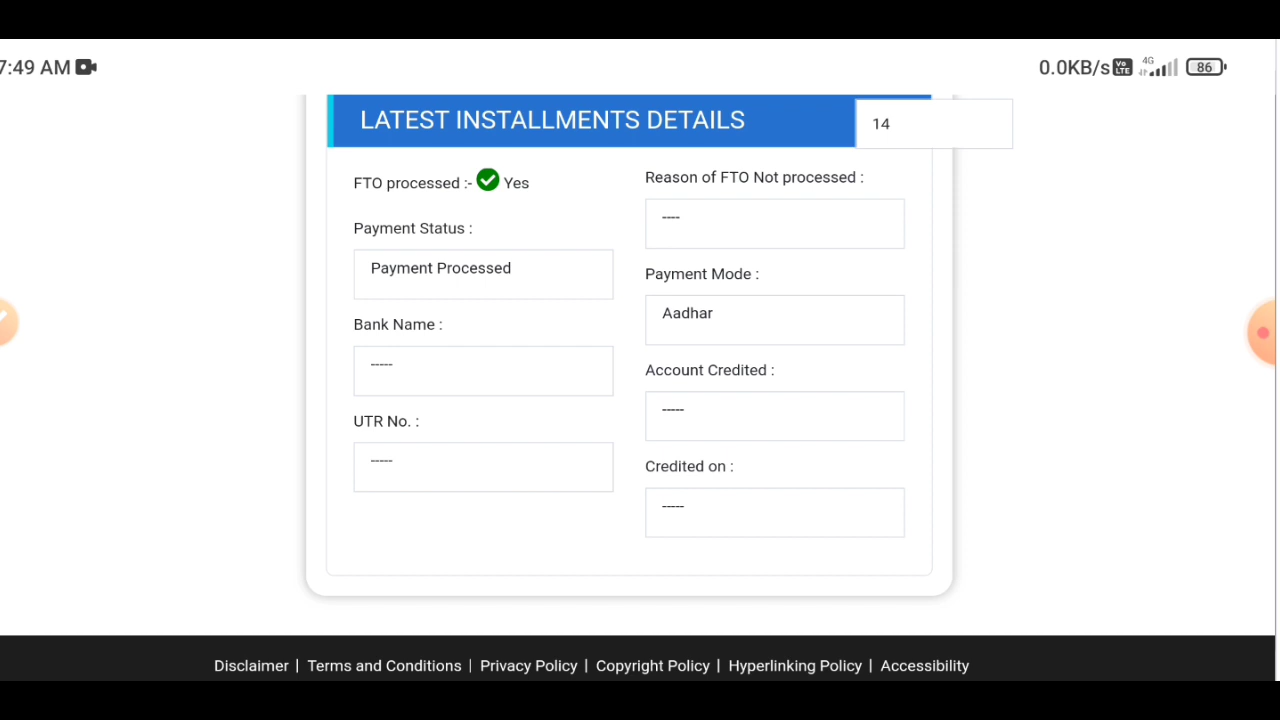 7:49 AM
0.0KB/s Vo LTE 4G 86
LATEST INSTALLMENTS DETAILS
14
FTO processed :- Yes
Reason of FTO Not processed :
----
Payment Status :
Payment Processed
Payment Mode :
Aadhar
Bank Name :
-----
Account Credited :
-----
UTR No. :
-----
Credited on :
-----
Disclaimer | Terms and Conditions | Privacy Policy | Copyright Policy | Hyperlinking Policy | Accessibility